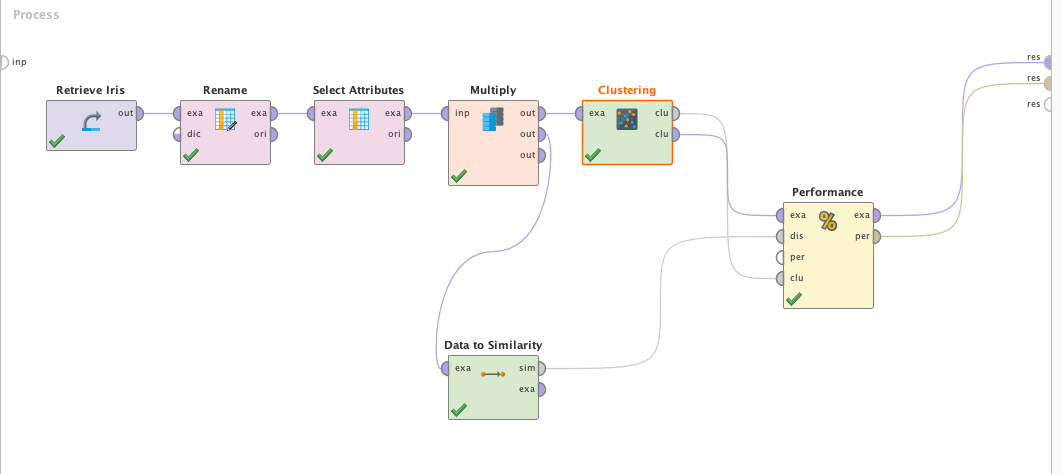 Process
inp
res
res
res
Retrieve Iris
out
Rename
exa exa
dic ori
Select Attributes
exa exa
ori
Multiply
inp out
out
out
Clustering
exa clu
clu
Performance
exa exa
dis per
per
clu
Data to Similarity
exa sim
exa